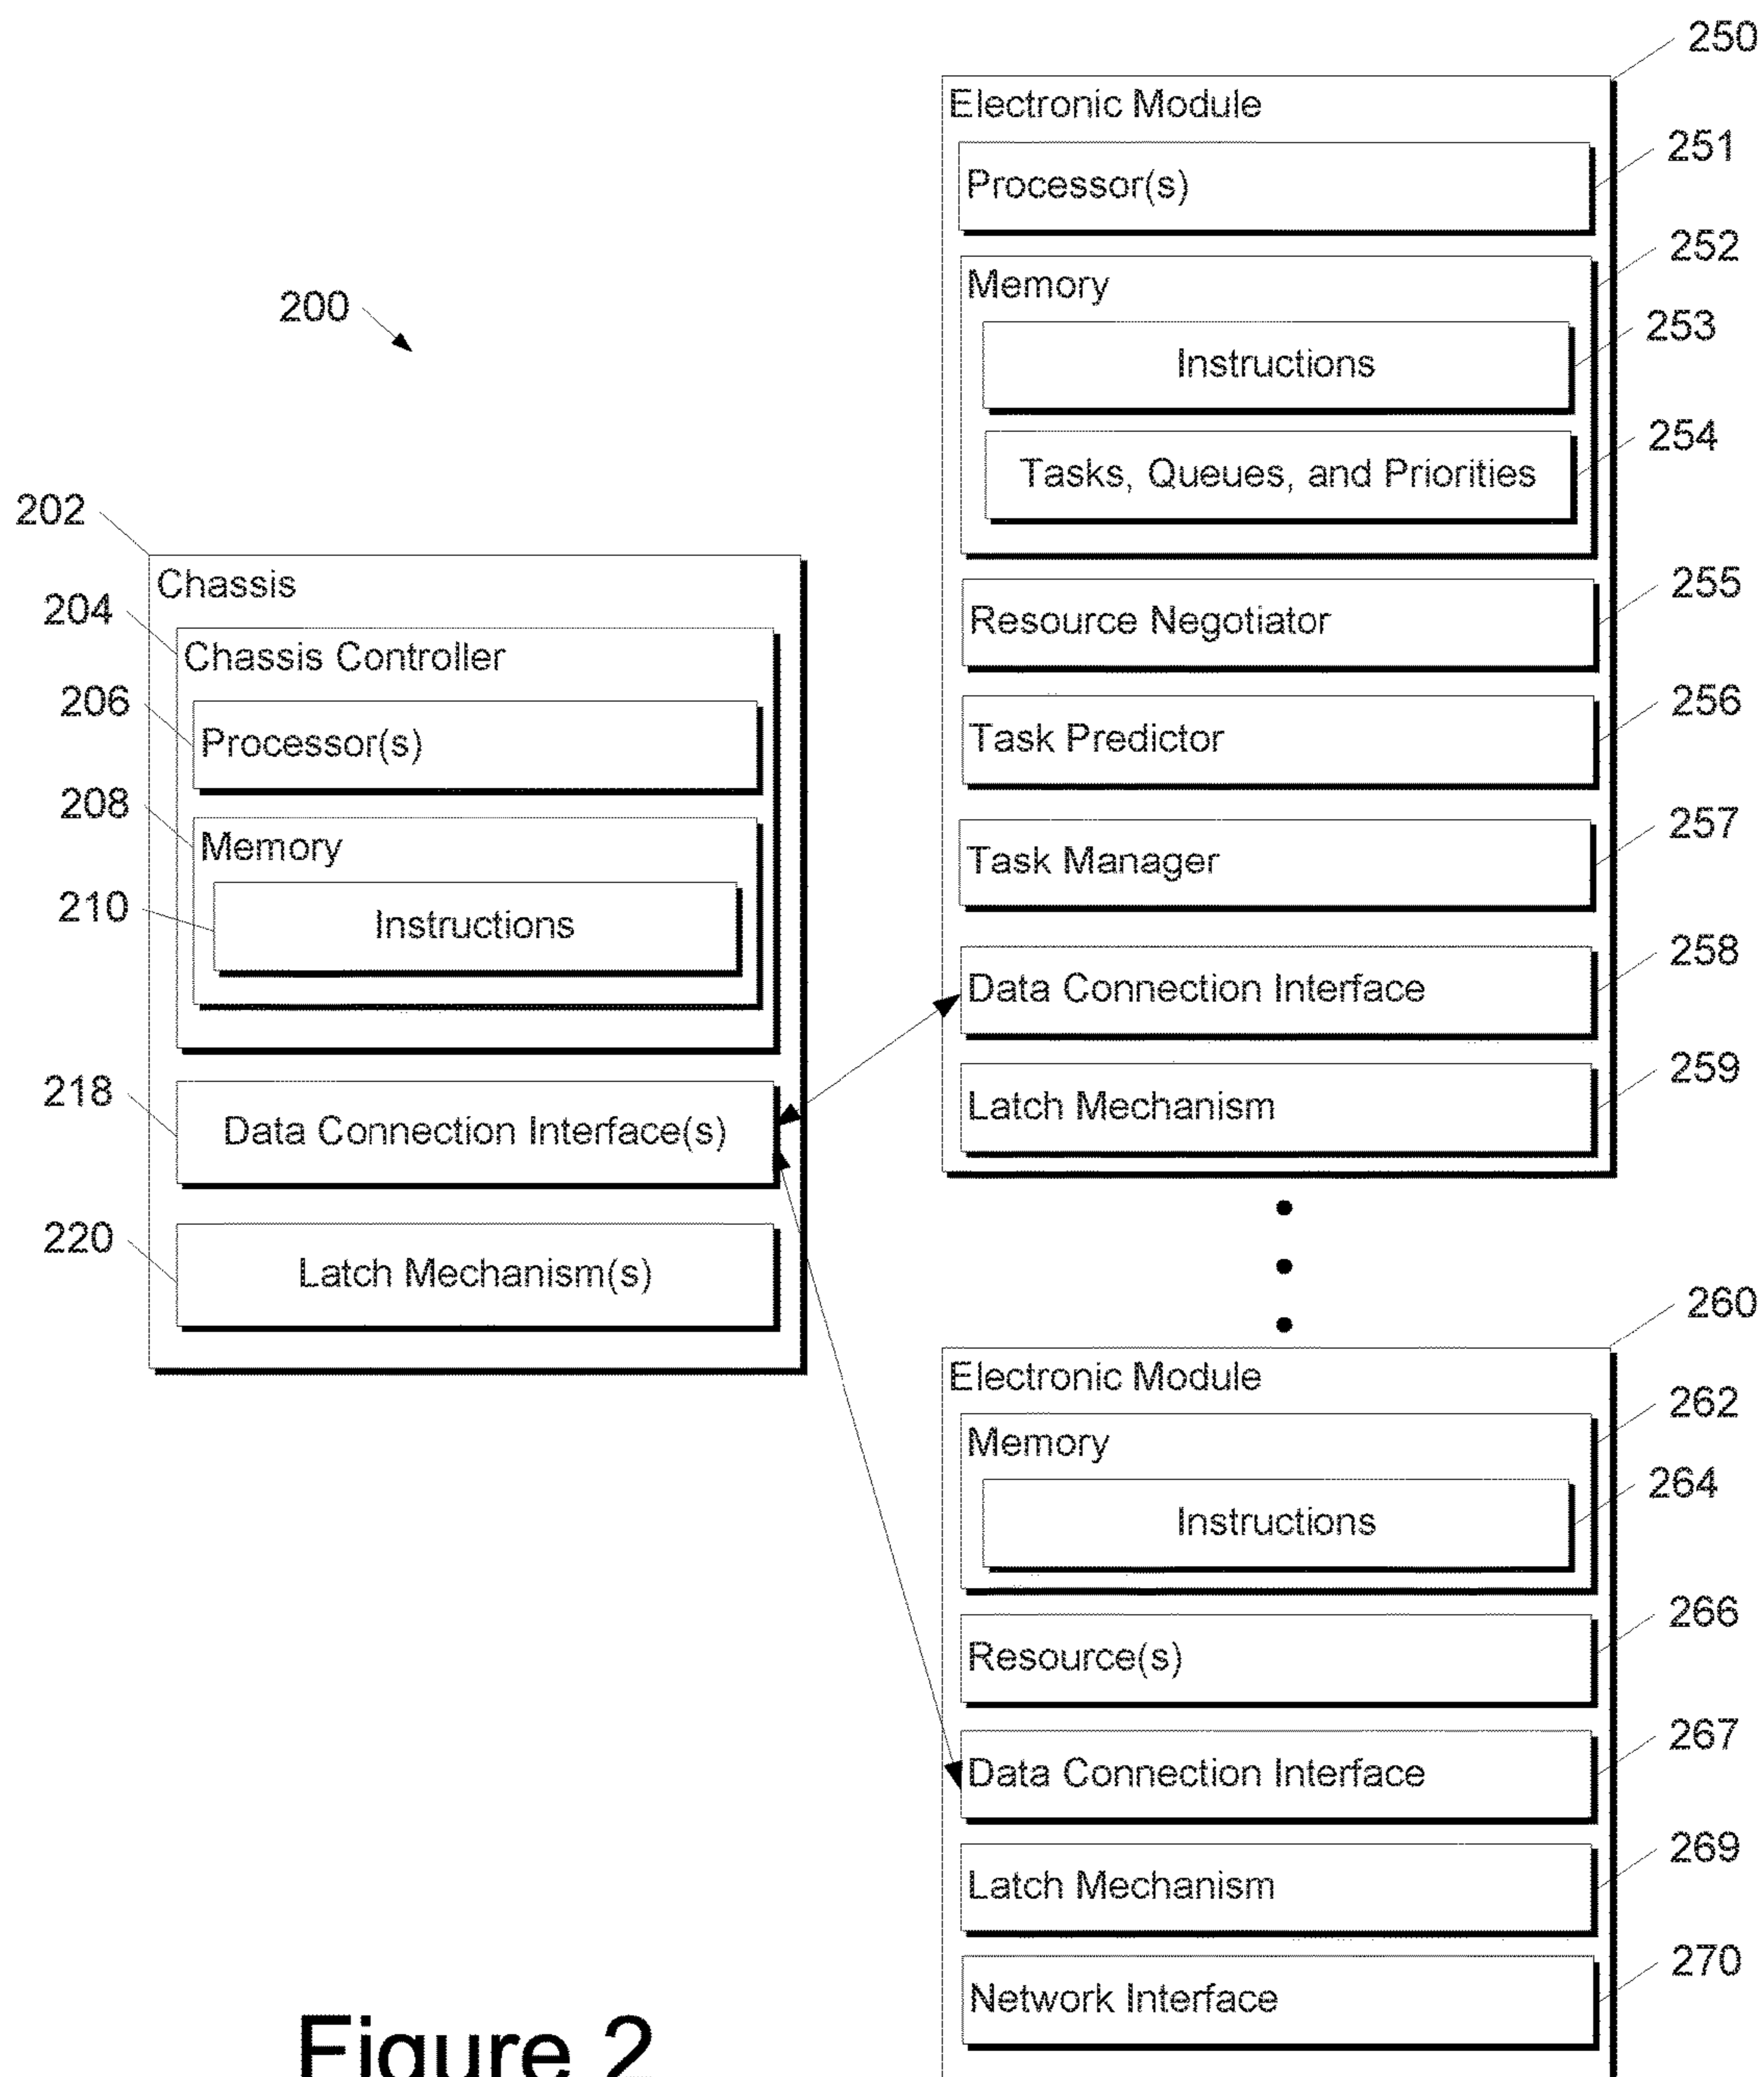 250
Electronic Module
251
Processor(s)
252
Memory
253
Instructions
254
Tasks, Queues, and Priorities
255
Resource Negotiator
256
Task Predictor
257
Task Manager
258
Data Connection Interface
259
Latch Mechanism
200
202
Chassis
204
Chassis Controller
206
Processor(s)
208
Memory
210
Instructions
218
Data Connection Interface(s)
220
Latch Mechanism(s)
260
Electronic Module
262
Memory
264
Instructions
266
Resource(s)
267
Data Connection Interface
269
Latch Mechanism
270
Network Interface
Figure 2